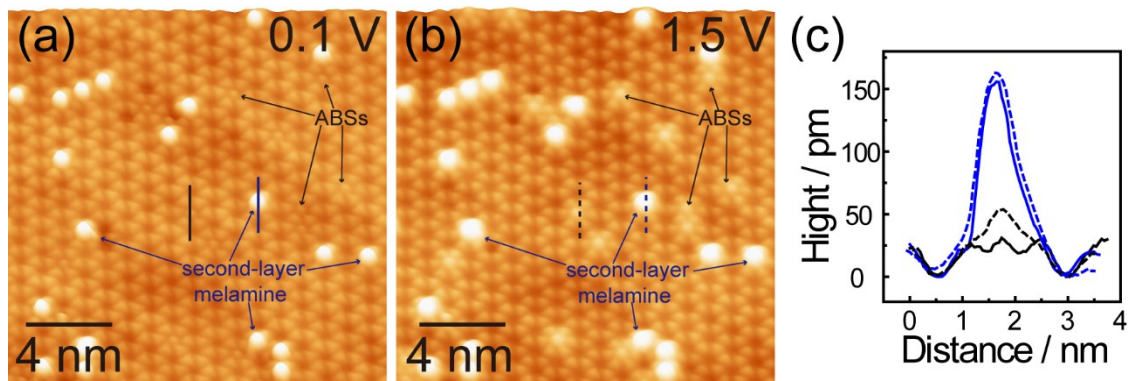 (a)
0.1 V
ABSs
second-layer
melamine
4 nm
(b)
1.5 V
ABSs
second-layer
melamine
4 nm
(c)
Hight / pm
150
100
50
0
0 1 2 3 4
Distance / nm